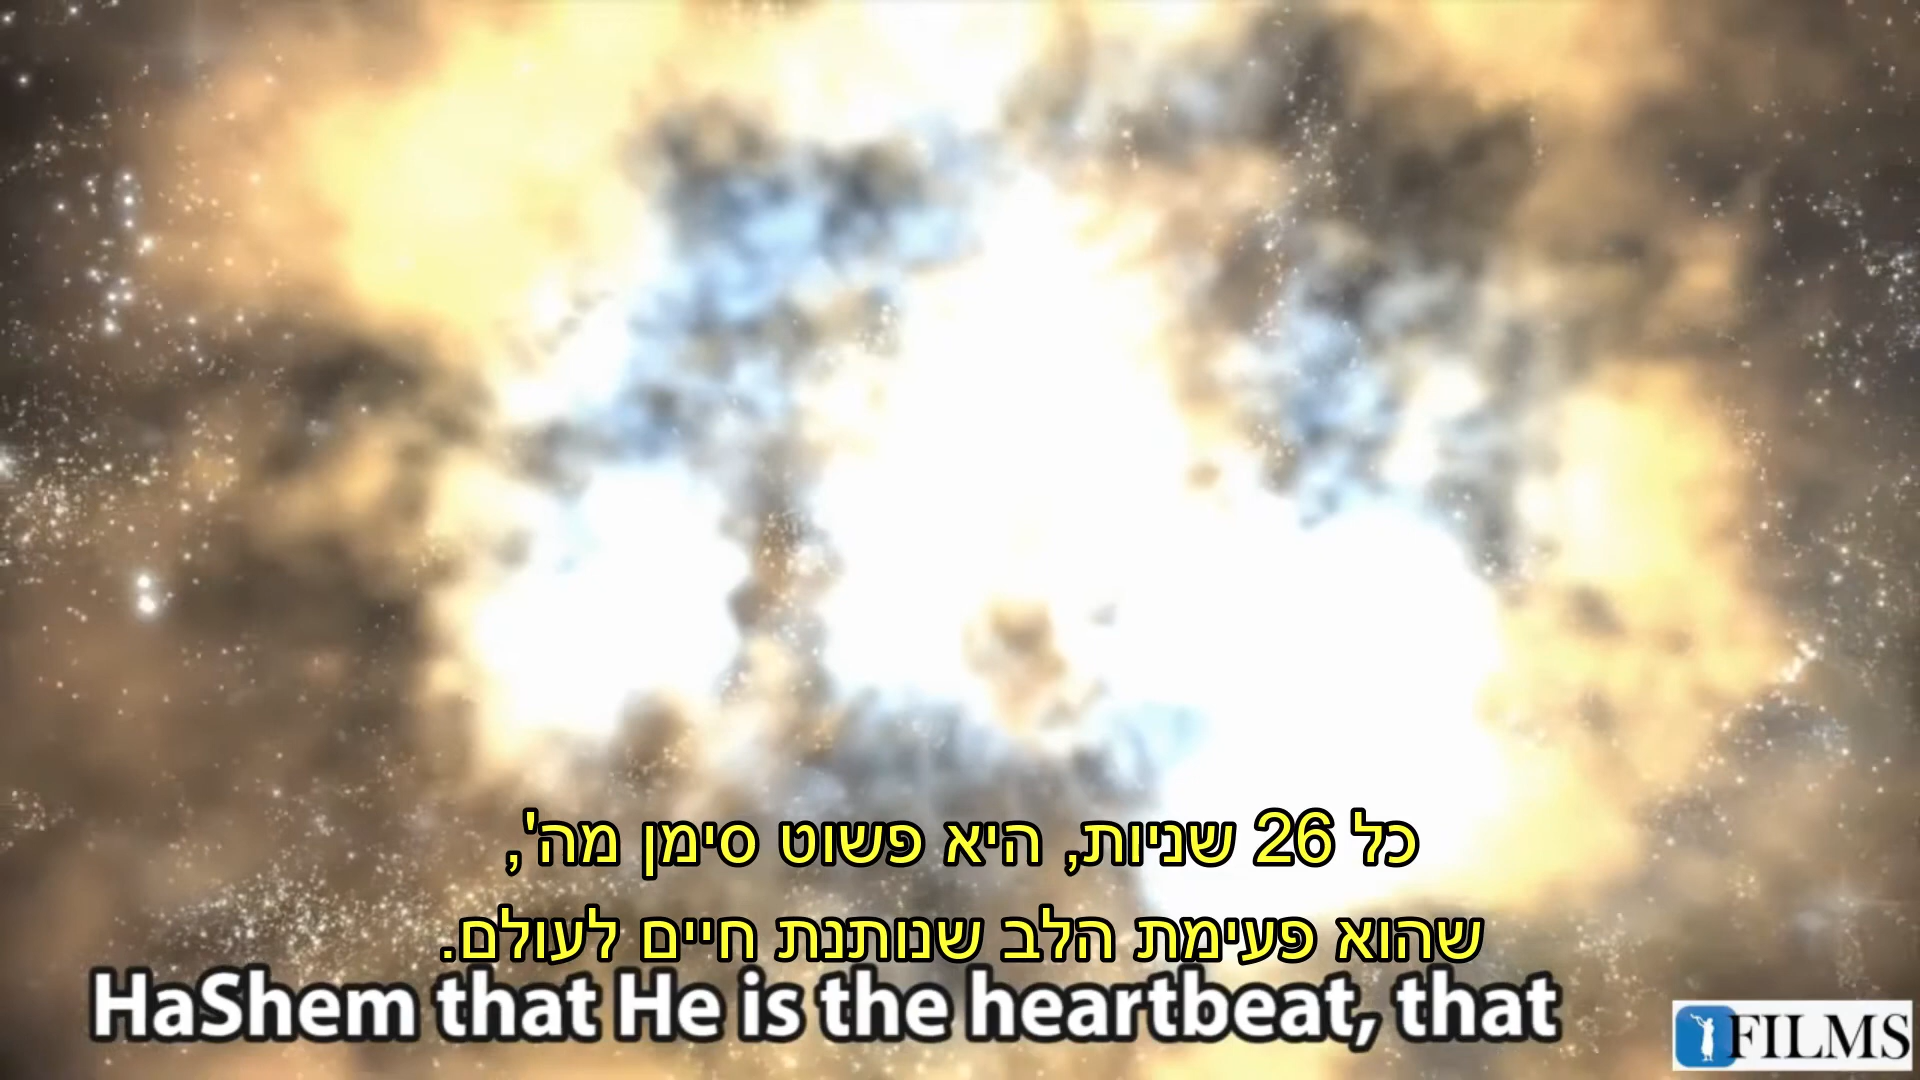 כל 26 שניות, היא פשוט סימן מה',
שהוא פעימת הלב שנותנת חיים לעולם.
HaShem that He is the heartbeat, that
FILMS